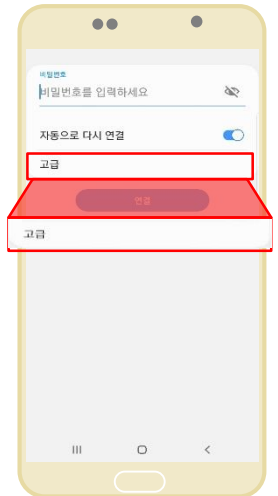 비밀번호
비밀번호를 입력하세요
자동으로 다시 연결
고급
연결
고급